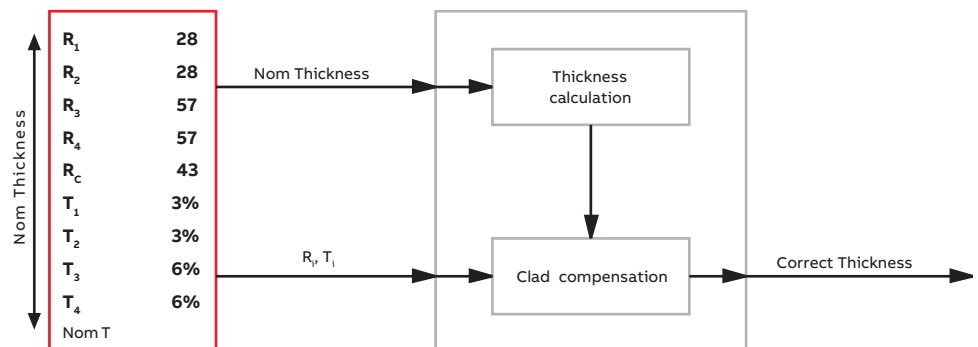 Nom Thickness
R1 28
R2 28
R3 57
R4 57
RC 43
T1 3%
T2 3%
T3 6%
T4 6%
Nom T
Nom Thickness
Ri, Ti
Thickness
calculation
Clad compensation
Correct Thickness